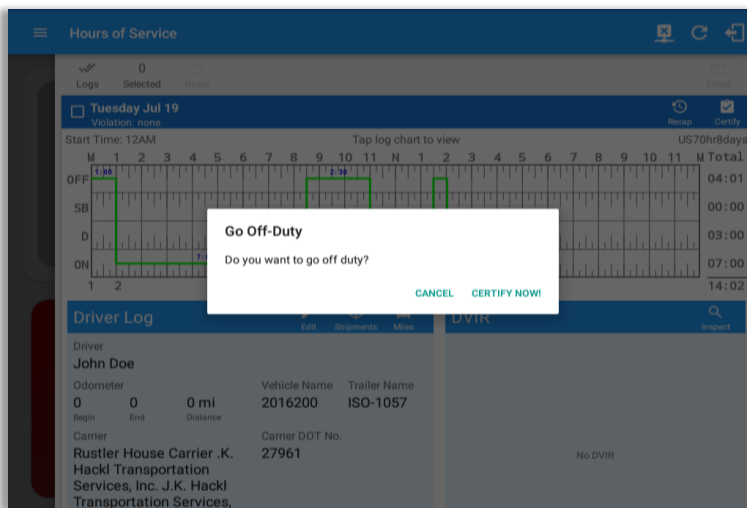 Hours of Service
Logs
0
Selected
Reset
Email
Tuesday Jul 19
Violation: none
Recap
Certify
Start Time: 12AM
Tap log chart to view
US70hr8days
M 1 2 3 4 5 6 7 8 9 10 11 N 1 2 3 4 5 6 7 8 9 10 11 M Total
OFF 1:00 2:30 04:01
SB 00:00
D 03:00
ON 07:00
1 2 14:02
Go Off-Duty
Do you want to go off duty?
CANCEL CERTIFY NOW!
Driver Log
Edit Shipments Miles
DVIR
Inspect
Driver
John Doe
Odometer
0 0 0 mi
Begin End Distance
Vehicle Name Trailer Name
2016200 ISO-1057
Carrier
Rustler House Carrier .K.
Hackl Transportation
Services, Inc. J.K. Hackl
Transportation Services,
Carrier DOT No.
27961
No DVIR